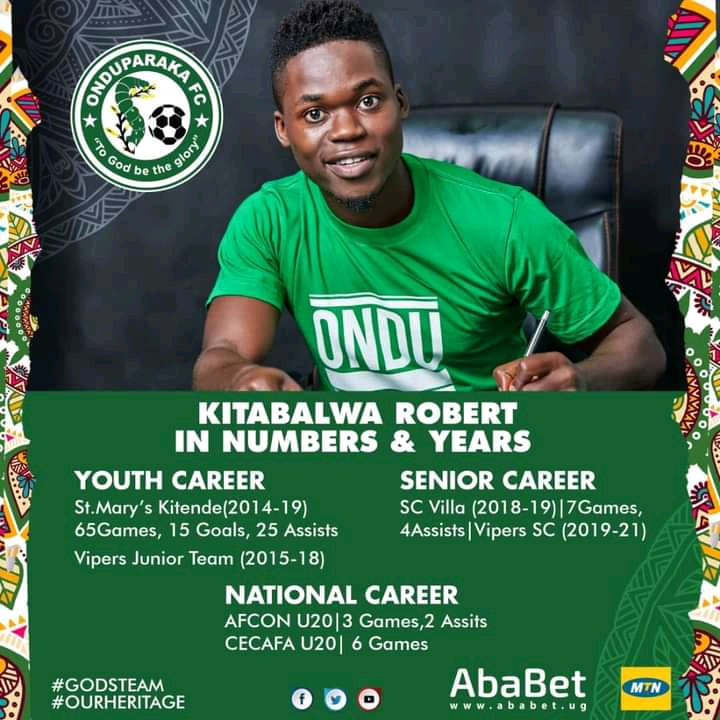 ONDUPARAKA FC
"To God be the glory"
ONDU
KITABALWA ROBERT
IN NUMBERS & YEARS
YOUTH CAREER
St.Mary's Kitende(2014-19)
65Games, 15 Goals, 25 Assists
Vipers Junior Team (2015-18)
SENIOR CAREER
SC Villa (2018-19)|7Games,
4Assists|Vipers SC (2019-21)
NATIONAL CAREER
AFCON U20|3 Games,2 Assits
CECAFA U20| 6 Games
#GODSTEAM
#OURHERITAGE
AbaBet
www.ababet.ug
MTN